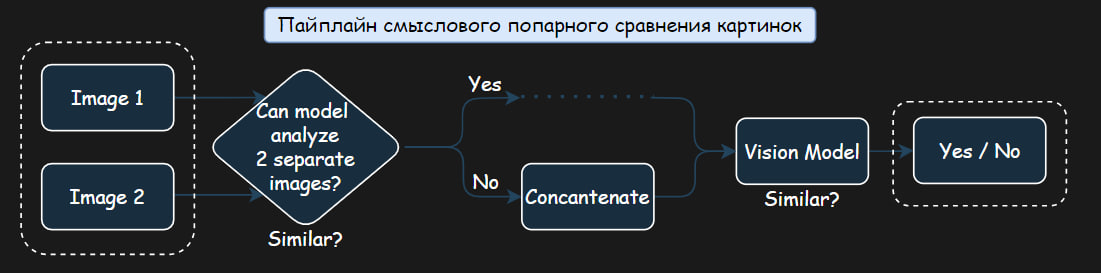 Пайплайн смыслового попарного сравнения картинок
Image 1
Image 2
Can model
analyze
2 separate
images?
Similar?
Yes
No
Concantenate
Vision Model
Similar?
Yes / No